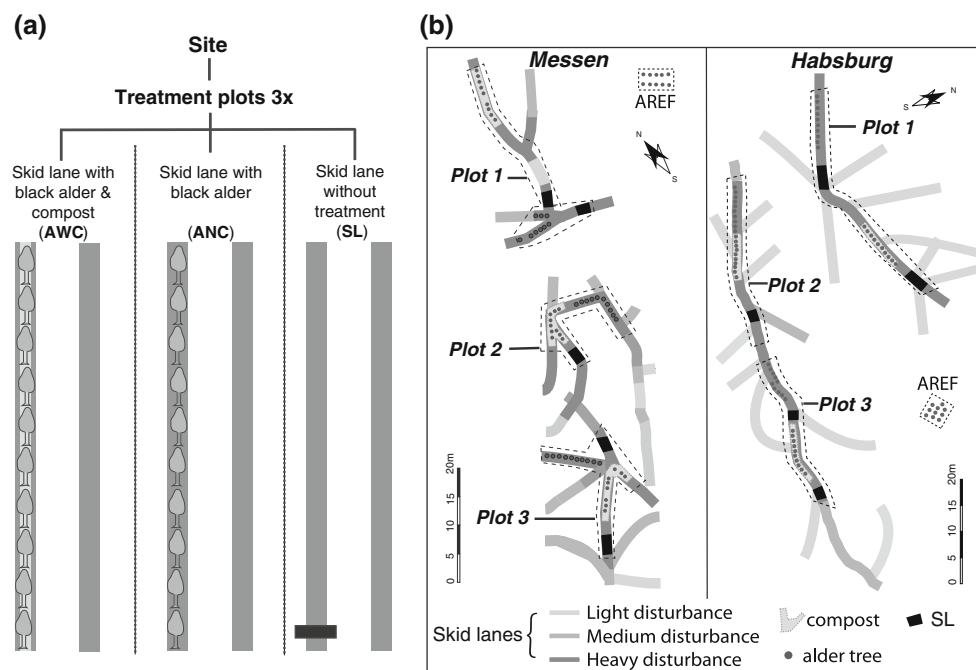 (a)
Site
Treatment plots 3x
Skid lane with
black alder &
compost
(AWC)
Skid lane with
black alder
(ANC)
Skid lane
without
treatment
(SL)
(b)
Messen
AREF
N
S
Plot 1
Plot 2
Plot 3
20m
15
10
5
0
Habsburg
N
S
Plot 1
Plot 2
Plot 3
AREF
20m
15
10
5
0
Skid lanes
Light disturbance
Medium disturbance
Heavy disturbance
compost
SL
alder tree